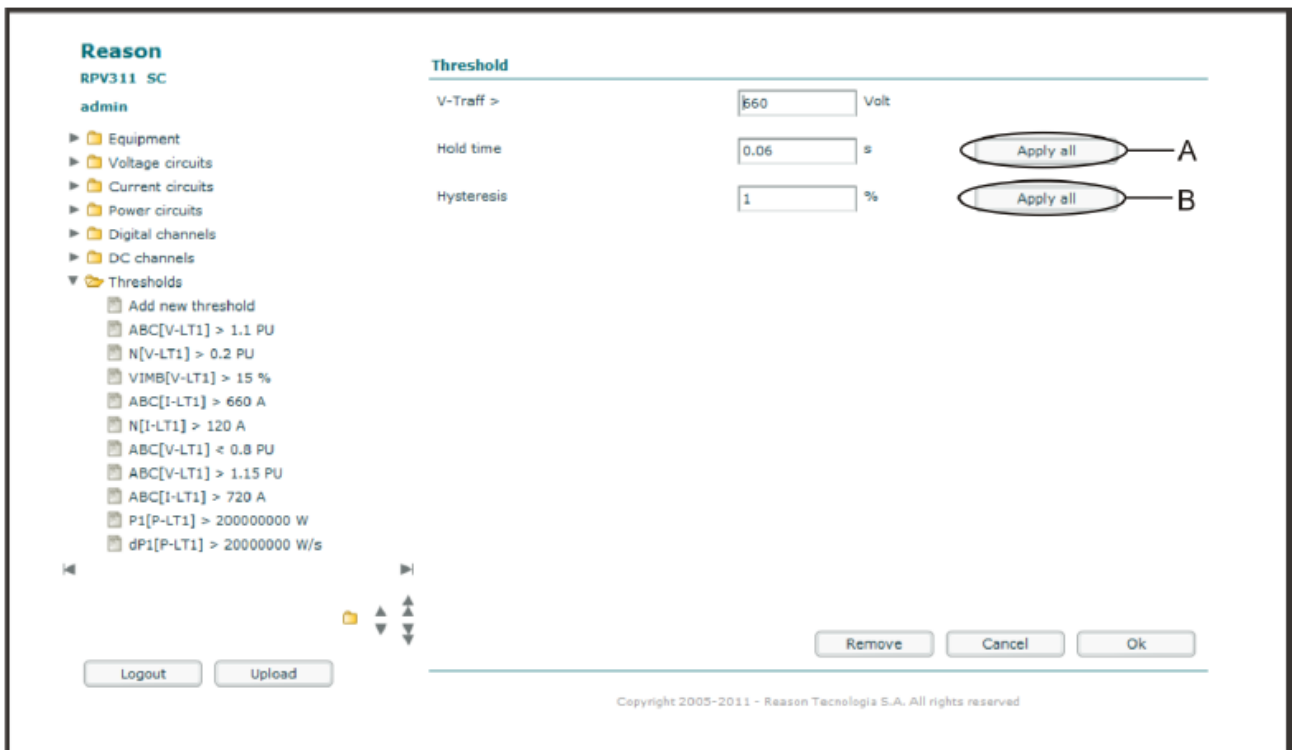 Reason
RPV311 SC
admin
Equipment
Voltage circuits
Current circuits
Power circuits
Digital channels
DC channels
Thresholds
Add new threshold
ABC[V-LT1] > 1.1 PU
N[V-LT1] > 0.2 PU
VIMB[V-LT1] > 15 %
ABC[I-LT1] > 660 A
N[I-LT1] > 120 A
ABC[V-LT1] < 0.8 PU
ABC[V-LT1] > 1.15 PU
ABC[I-LT1] > 720 A
P1[P-LT1] > 200000000 W
dP1[P-LT1] > 20000000 W/s
Logout Upload
Threshold
V-Traff > 660 Volt
Hold time 0.06 s Apply all A
Hysteresis 1 % Apply all B
Remove Cancel Ok
Copyright 2005-2011 - Reason Tecnologia S.A. All rights reserved